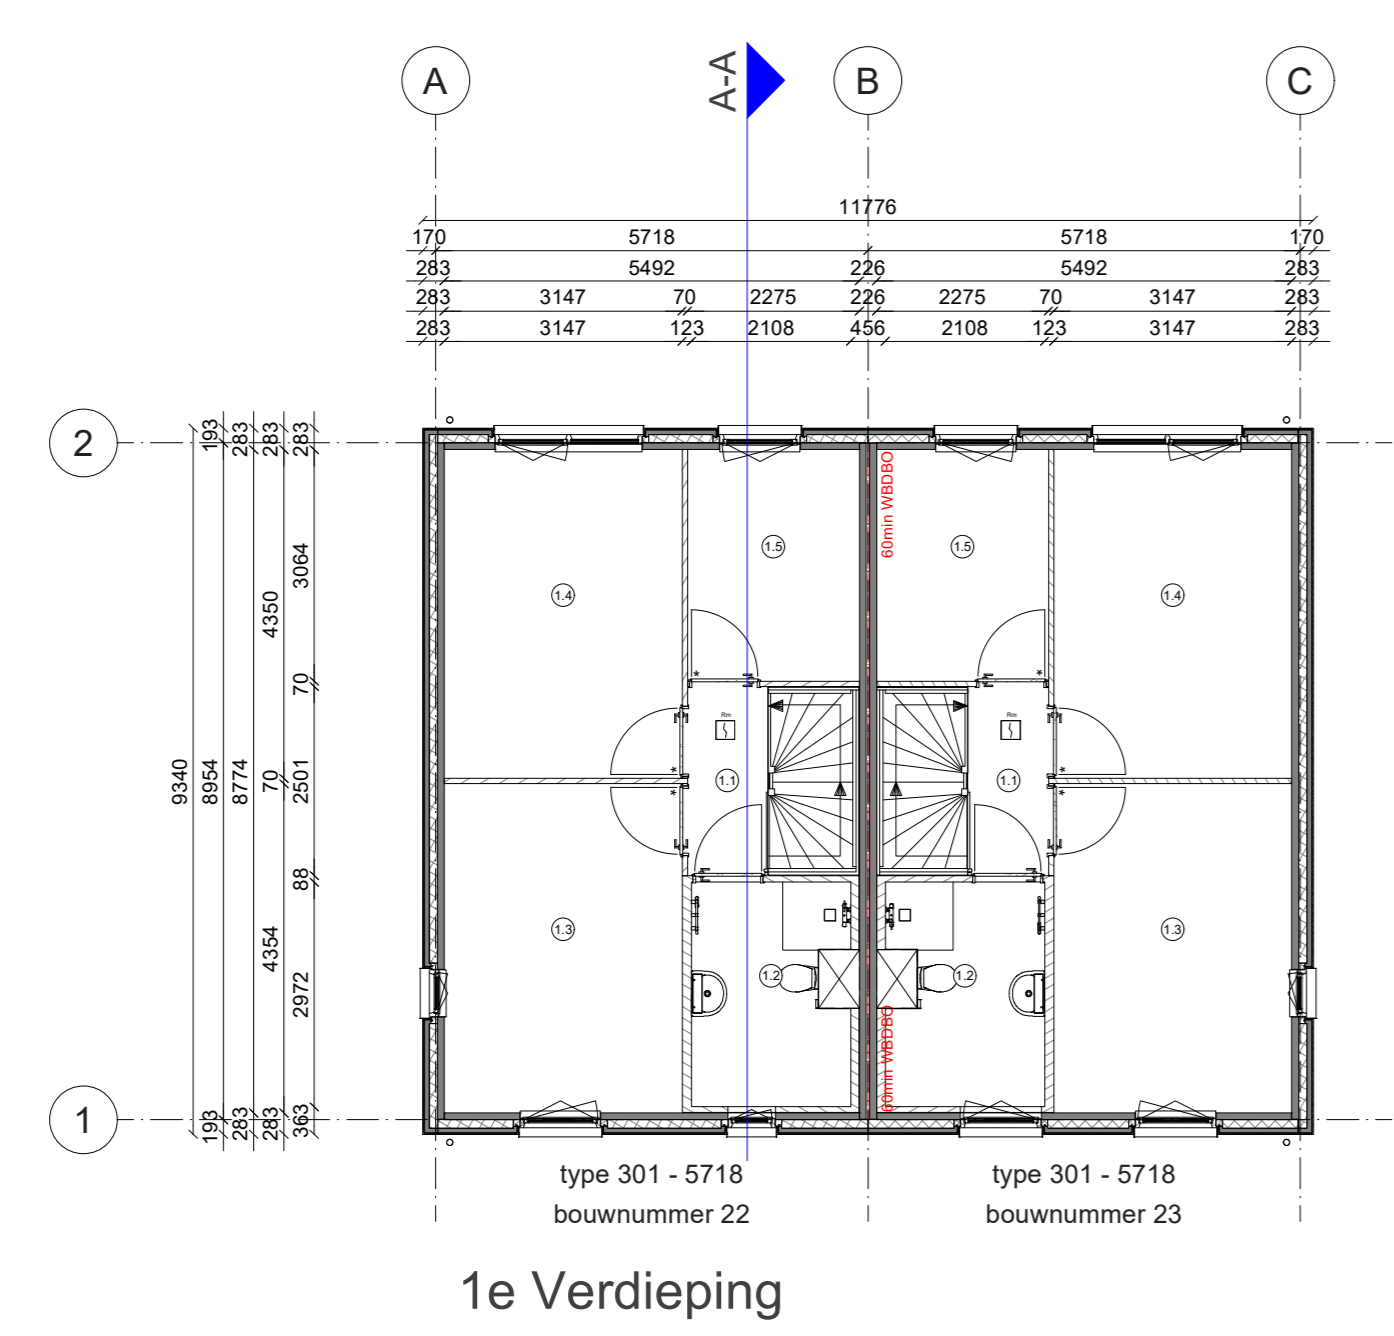 A
A-A
B
C
11776
170 5718 5718 170
283 5492 226 5492 283
283 3147 70 2275 226 2275 70 3147 283
283 3147 123 2108 456 2108 123 3147 283
2
193 283 283 283
60min WBDBO
3064
1.5 1.5
1.4 1.4
4350
70
* *
Rm Rm
9340 8954 8774 70 2501
1.1 1.1
* *
* *
88
1.3 1.3
4354
2972
1.2 1.2
60min WBDBO
1
193 283 283 363
type 301 - 5718 type 301 - 5718
bouwnummer 22 bouwnummer 23
1e Verdieping